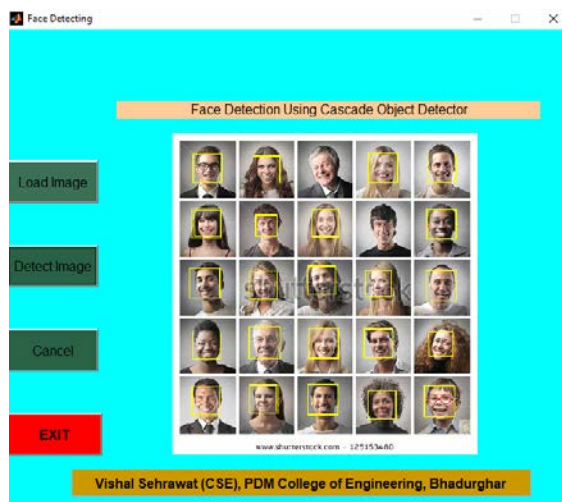 Face Detecting
Face Detection Using Cascade Object Detector
Load Image
Detect Image
Cancel
EXIT
shutterstock
www.shutterstock.com · 125153480
Vishal Sehrawat (CSE), PDM College of Engineering, Bhadurghar